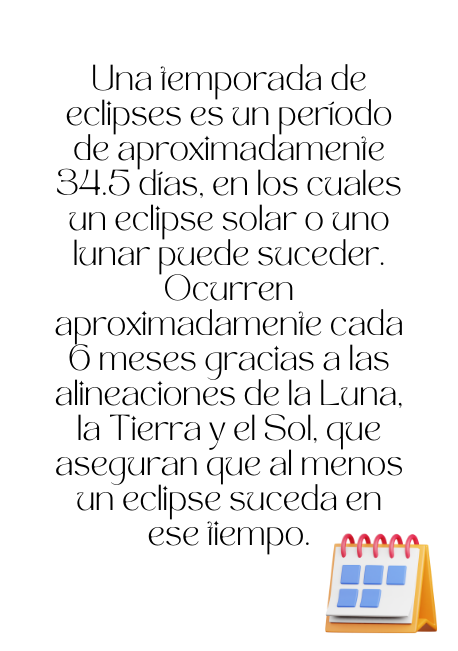 Una temporada de
eclipses es un período
de aproximadamente
34.5 días, en los cuales
un eclipse solar o uno
lunar puede suceder.
Ocurren
aproximadamente cada
6 meses gracias a las
alineaciones de la Luna,
la Tierra y el Sol, que
aseguran que al menos
un eclipse suceda en
ese tiempo.